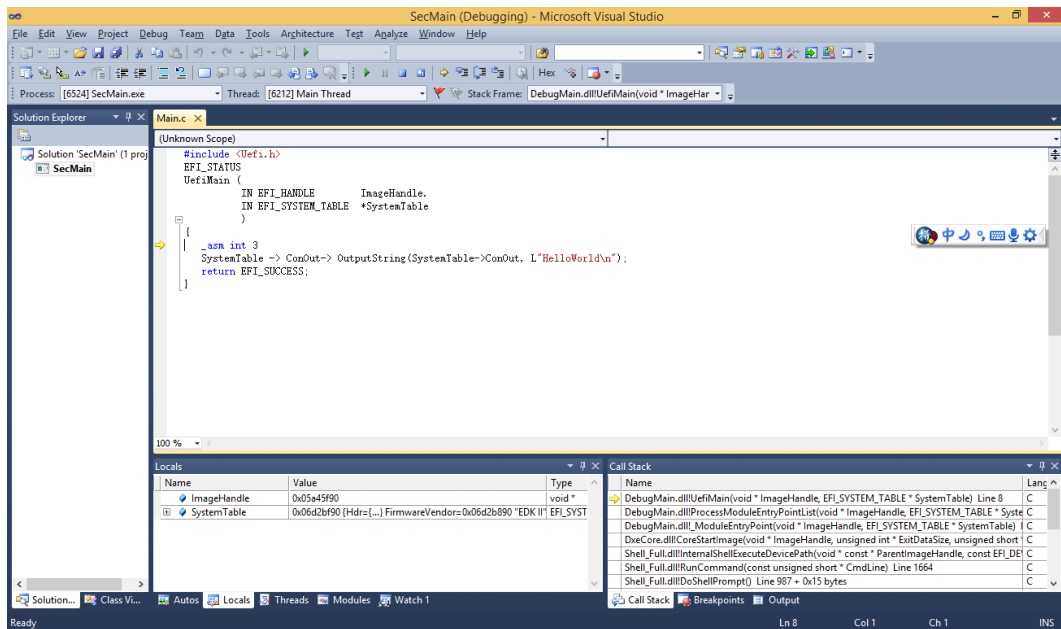 SecMain (Debugging) - Microsoft Visual Studio
File Edit View Project Debug Team Data Tools Architecture Test Analyze Window Help
Hex
Process: [6524] SecMain.exe Thread: [6212] Main Thread Stack Frame: DebugMain.dll!UefiMain(void * ImageHar
Solution Explorer
Main.c
(Unknown Scope)
Solution 'SecMain' (1 proj
SecMain
#include <Uefi.h>
EFI_STATUS
UefiMain (
IN EFI_HANDLE ImageHandle,
IN EFI_SYSTEM_TABLE *SystemTable
)
{
_asm int 3
SystemTable -> ConOut-> OutputString(SystemTable->ConOut, L"HelloWorld\n");
return EFI_SUCCESS;
}
中
100 %
Locals
Name Value Type
ImageHandle 0x05a45f90 void *
SystemTable 0x06d2bf90 {Hdr={...} FirmwareVendor=0x06d2b890 "EDK II" EFI_SYST
Call Stack
Name Lang
DebugMain.dll!UefiMain(void * ImageHandle, EFI_SYSTEM_TABLE * SystemTable) Line 8 C
DebugMain.dll!ProcessModuleEntryPointList(void * ImageHandle, EFI_SYSTEM_TABLE * Syste C
DebugMain.dll!_ModuleEntryPoint(void * ImageHandle, EFI_SYSTEM_TABLE * SystemTable) C
DxeCore.dll!CoreStartImage(void * ImageHandle, unsigned int * ExitDataSize, unsigned short C
Shell_Full.dll!InternalShellExecuteDevicePath(void * const * ParentImageHandle, const EFI_DE C
Shell_Full.dll!RunCommand(const unsigned short * CmdLine) Line 1664 C
Shell_Full.dll!DoShellPrompt() Line 987 + 0x15 bytes C
Solution... Class Vi... Autos Locals Threads Modules Watch 1 Call Stack Breakpoints Output
Ready Ln 8 Col 1 Ch 1 INS